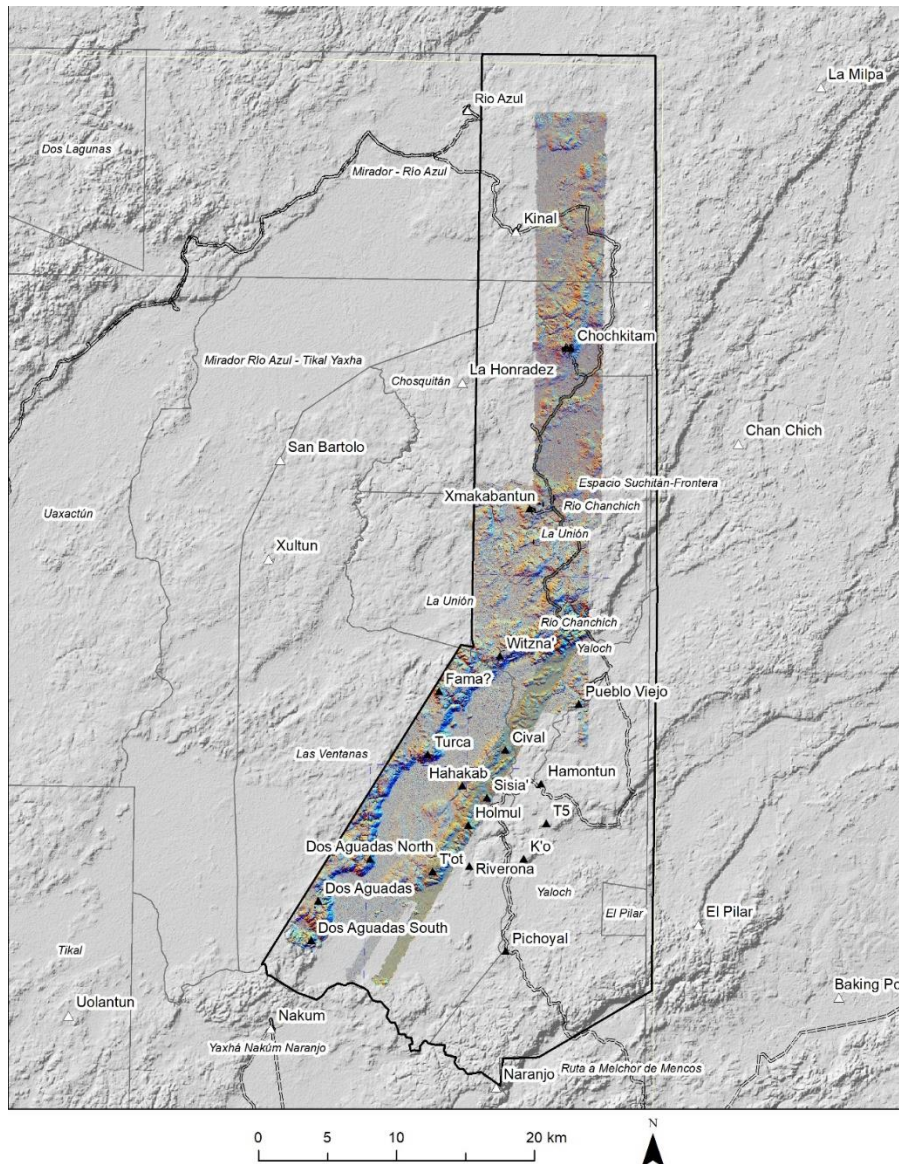 La Milpa
Rio Azul
Dos Lagunas
Mirador - Rio Azul
Kinal
Chochkitam
Mirador RÍo Azul - Tikal Yaxha
La Honradez
Chosquitán
Chan Chich
San Bartolo
Espacio Suchitán-Frontera
Xmakabantun
Rio Chanchich
Uaxactún
La Unión
Xultun
La Unión
Rio Chanchich
Yaloch
Witzna'
Fama?
Pueblo Viejo
Las Ventanas
Turca
Cival
Hahakab
Hamontun
Sisia'
Holmul
T5
Dos Aguadas North
K'o
T'ot
Riverona
Dos Aguadas
Yaloch
El Pilar
El Pilar
Dos Aguadas South
Tikal
Pichoyal
Baking Po
Uolantun
Nakum
Yaxhá Nakúm Naranjo
Ruta a Melchor de Mencos
Naranjo
N
0 5 10 20 km